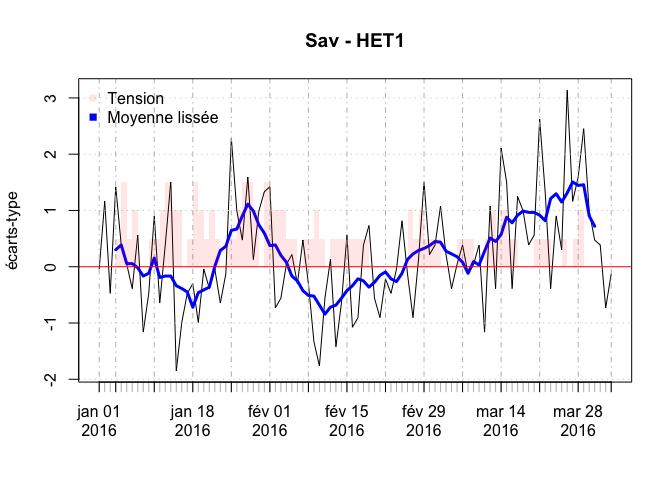 Sav - HET1
Tension
Moyenne lissée
écarts-type
3
2
1
0
-1
-2
jan 01 jan 18 fév 01 fév 15 fév 29 mar 14 mar 28
2016 2016 2016 2016 2016 2016 2016